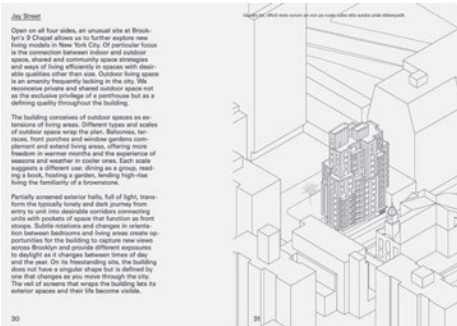 Jay Street
Open on all four sides, an unusual site at Brook-
lyn's 9 Chapel allows us to further explore new
living models in New York City. Of particular focus
is the connection between indoor and outdoor
space, shared and community space strategies
and ways of living efficiently in spaces with desir-
able qualities other than size. Outdoor living space
is an amenity frequently lacking in the city. We
reconceive private and shared outdoor space not
as the exclusive privilege of a penthouse but as a
defining quality throughout the building.
The building conceives of outdoor spaces as ex-
tensions of living areas. Different types and scales
of outdoor space wrap the plan. Balconies, ter-
races, front porches and window gardens com-
plement and extend living areas, offering more
freedom in warmer months and the experience of
seasons and weather in cooler ones. Each scale
suggests a different use: dining as a group, read-
ing a book, hosting a garden, lending high-rise
living the familiarity of a brownstone.
Partially screened exterior halls, full of light, trans-
form the typically lonely and dark journey from
entry to unit into desirable corridors connecting
units with pockets of space that function as front
stoops. Subtle rotations and changes in orienta-
tion between bedrooms and living areas create op-
portunities for the building to capture new views
across Brooklyn and provide different exposures
to daylight as it changes between times of day
and the year. On its freestanding site, the building
does not have a singular shape but is defined by
one that changes as you move through the city.
The veil of screens that wraps the building lets its
exterior spaces and their life become visible.
30
31